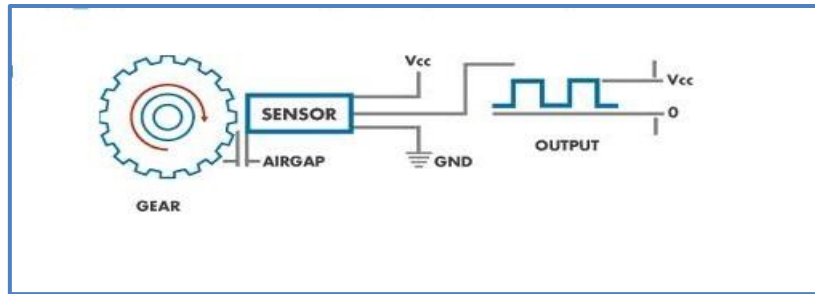 Vcc
Vcc
SENSOR
0
OUTPUT
AIRGAP
GND
GEAR